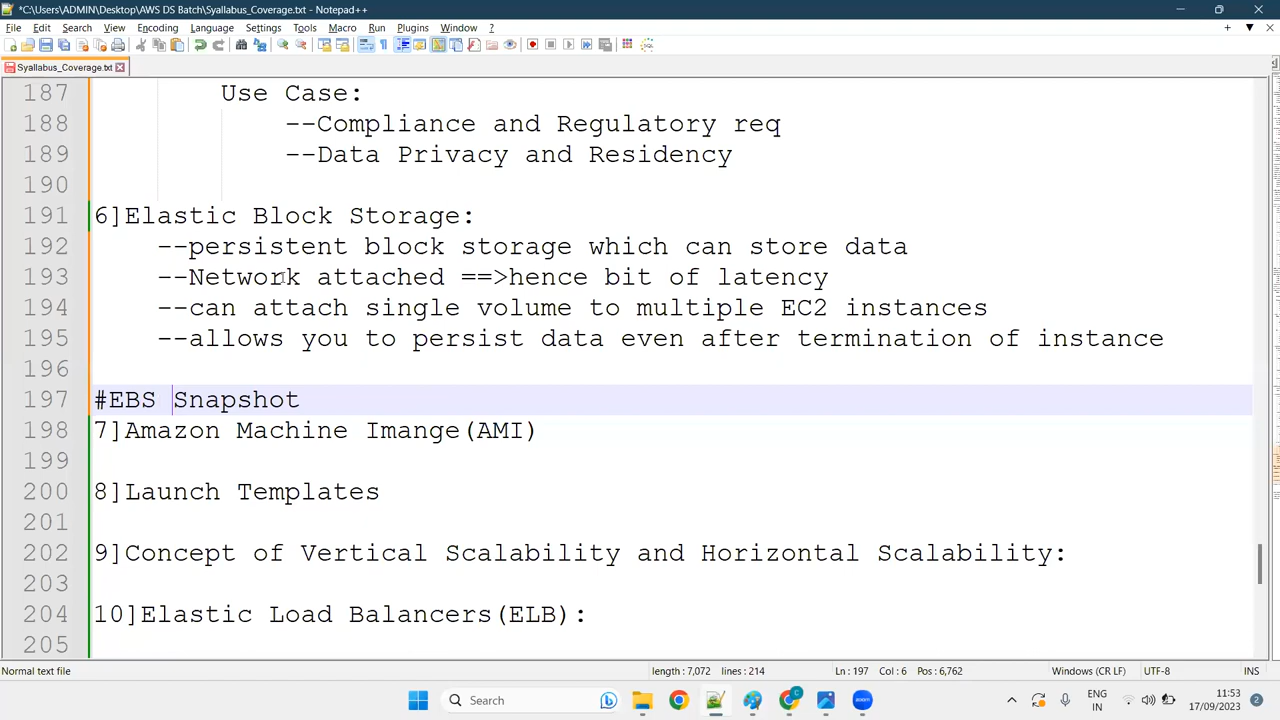 *C:\Users\ADMIN\Desktop\AWS DS Batch\Syallabus_Coverage.txt - Notepad++
File Edit Search View Encoding Language Settings Tools Macro Run Plugins Window ?
Syallabus_Coverage.txt
187 Use Case:
188 --Compliance and Regulatory req
189 --Data Privacy and Residency
190
191 6]Elastic Block Storage:
192 --persistent block storage which can store data
193 --Network attached ==>hence bit of latency
194 --can attach single volume to multiple EC2 instances
195 --allows you to persist data even after termination of instance
196
197 #EBS Snapshot
198 7]Amazon Machine Imange(AMI)
199
200 8]Launch Templates
201
202 9]Concept of Vertical Scalability and Horizontal Scalability:
203
204 10]Elastic Load Balancers(ELB):
205
Normal text file length : 7,072 lines : 214 Ln : 197 Col : 6 Pos : 6,762 Windows (CR LF) UTF-8 INS
Search ENG IN 11:53 17/09/2023 2